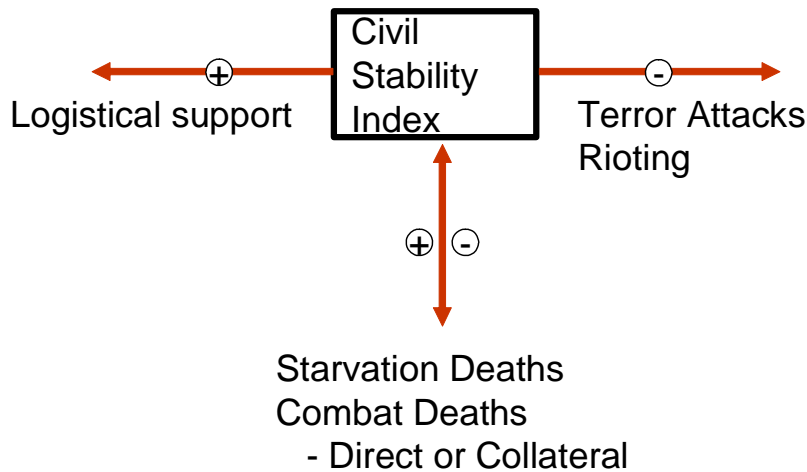 Civil
Stability
Index
+
-
Logistical support
Terror Attacks
Rioting
+ -
Starvation Deaths
Combat Deaths
- Direct or Collateral